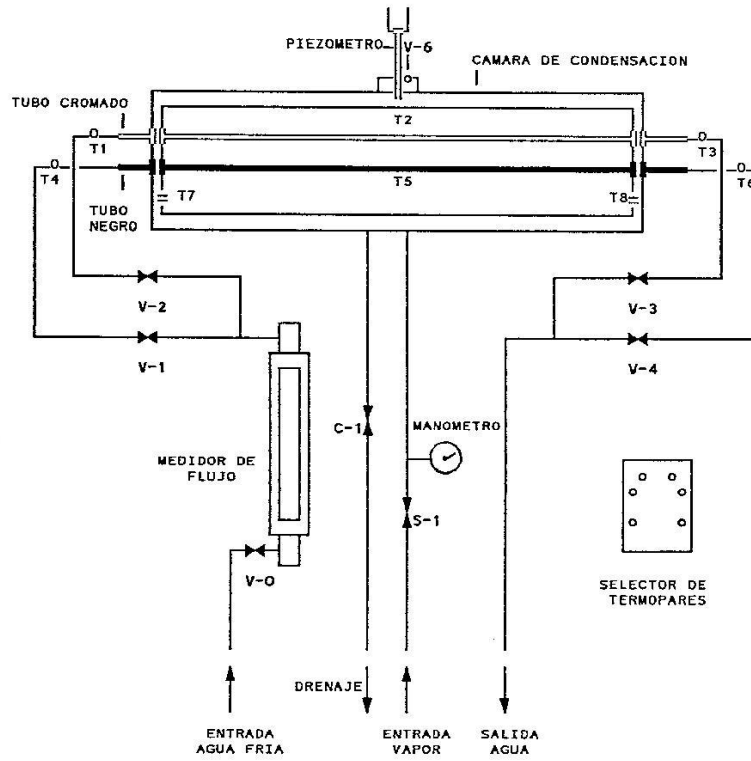 PIEZOMETRO V-6
CAMARA DE CONDENSACION
TUBO CROMADO
T2
T1
T3
T4
T5
T6
T7
T8
TUBO
NEGRO
V-2
V-3
V-1
V-4
C-1
MANOMETRO
MEDIDOR DE
FLUJO
S-1
V-0
SELECTOR DE
TERMOPARES
DRENAJE
ENTRADA
AGUA FRIA
ENTRADA
VAPOR
SALIDA
AGUA